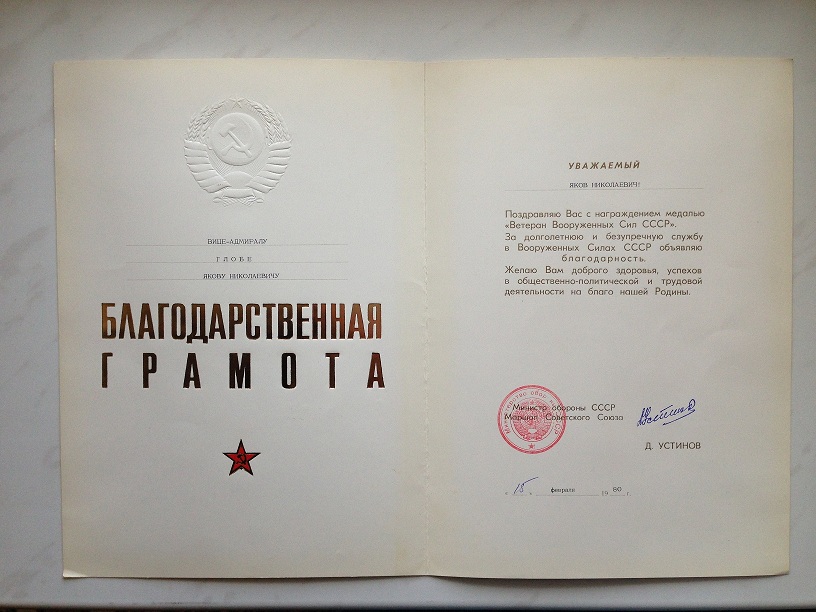 ВИЦЕ-АДМИРАЛУ
ГЛОБЕ
ЯКОВУ НИКОЛАЕВИЧУ
БЛАГОДАРСТВЕННАЯ
ГРАМОТА
УВАЖАЕМЫЙ
ЯКОВ НИКОЛАЕВИЧ!
Поздравляю Вас с награждением медалью
«Ветеран Вооруженных Сил СССР».
За долголетнюю и безупречную службу
в Вооруженных Силах СССР объявляю
благодарность.
Желаю Вам доброго здоровья, успехов
в общественно-политической и трудовой
деятельности на благо нашей Родины.
Министр обороны СССР
Маршал Советского Союза
Д. УСТИНОВ
« 15 » февраля 19 80 г.